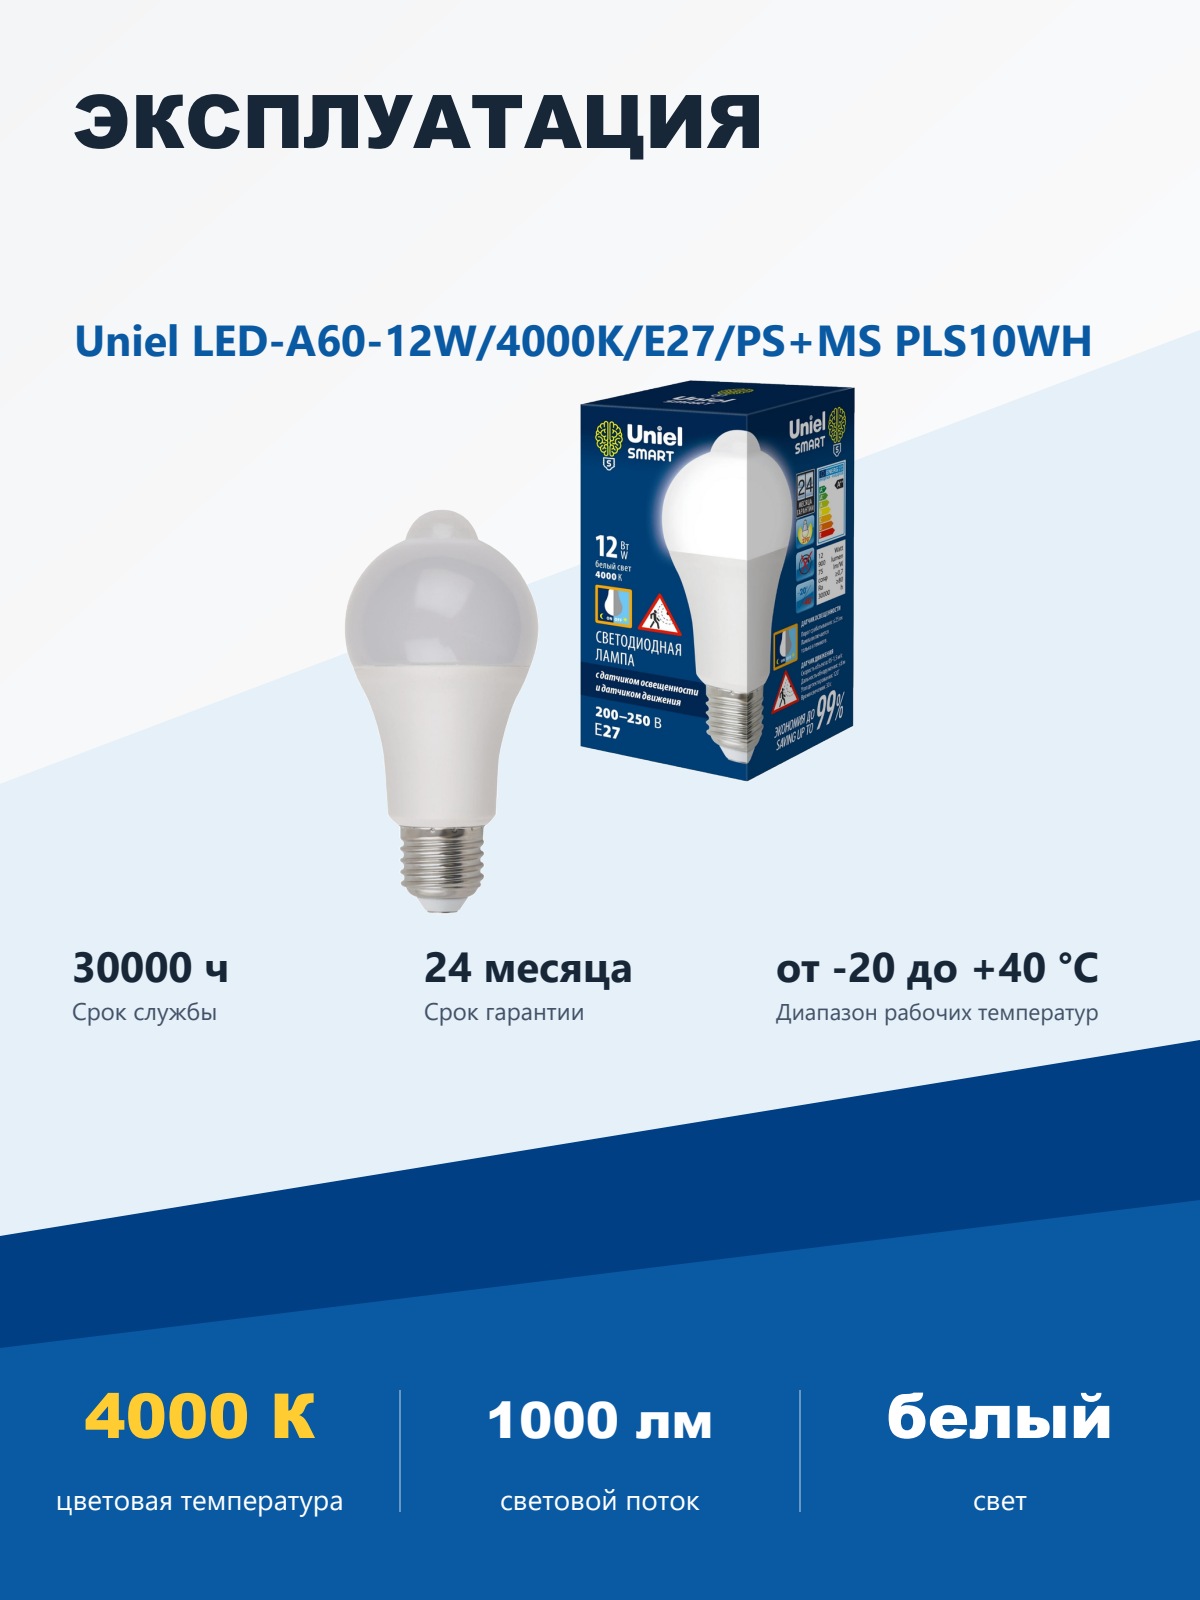 ЭКСПЛУАТАЦИЯ
Uniel LED-A60-12W/4000K/E27/PS+MS PLS10WH
Uniel
SMART
Uniel
SMART
12 Вт
W
белый свет
4000 К
СВЕТОДИОДНАЯ
ЛАМПА
с датчиком освещенности
и датчиком движения
200–250 В
E27
24
ЭКОНОМИЯ ДО
SAVING UP TO
99%
30000 ч
Срок службы
24 месяца
Срок гарантии
от -20 до +40 °C
Диапазон рабочих температур
4000 К
цветовая температура
1000 лм
световой поток
белый
свет